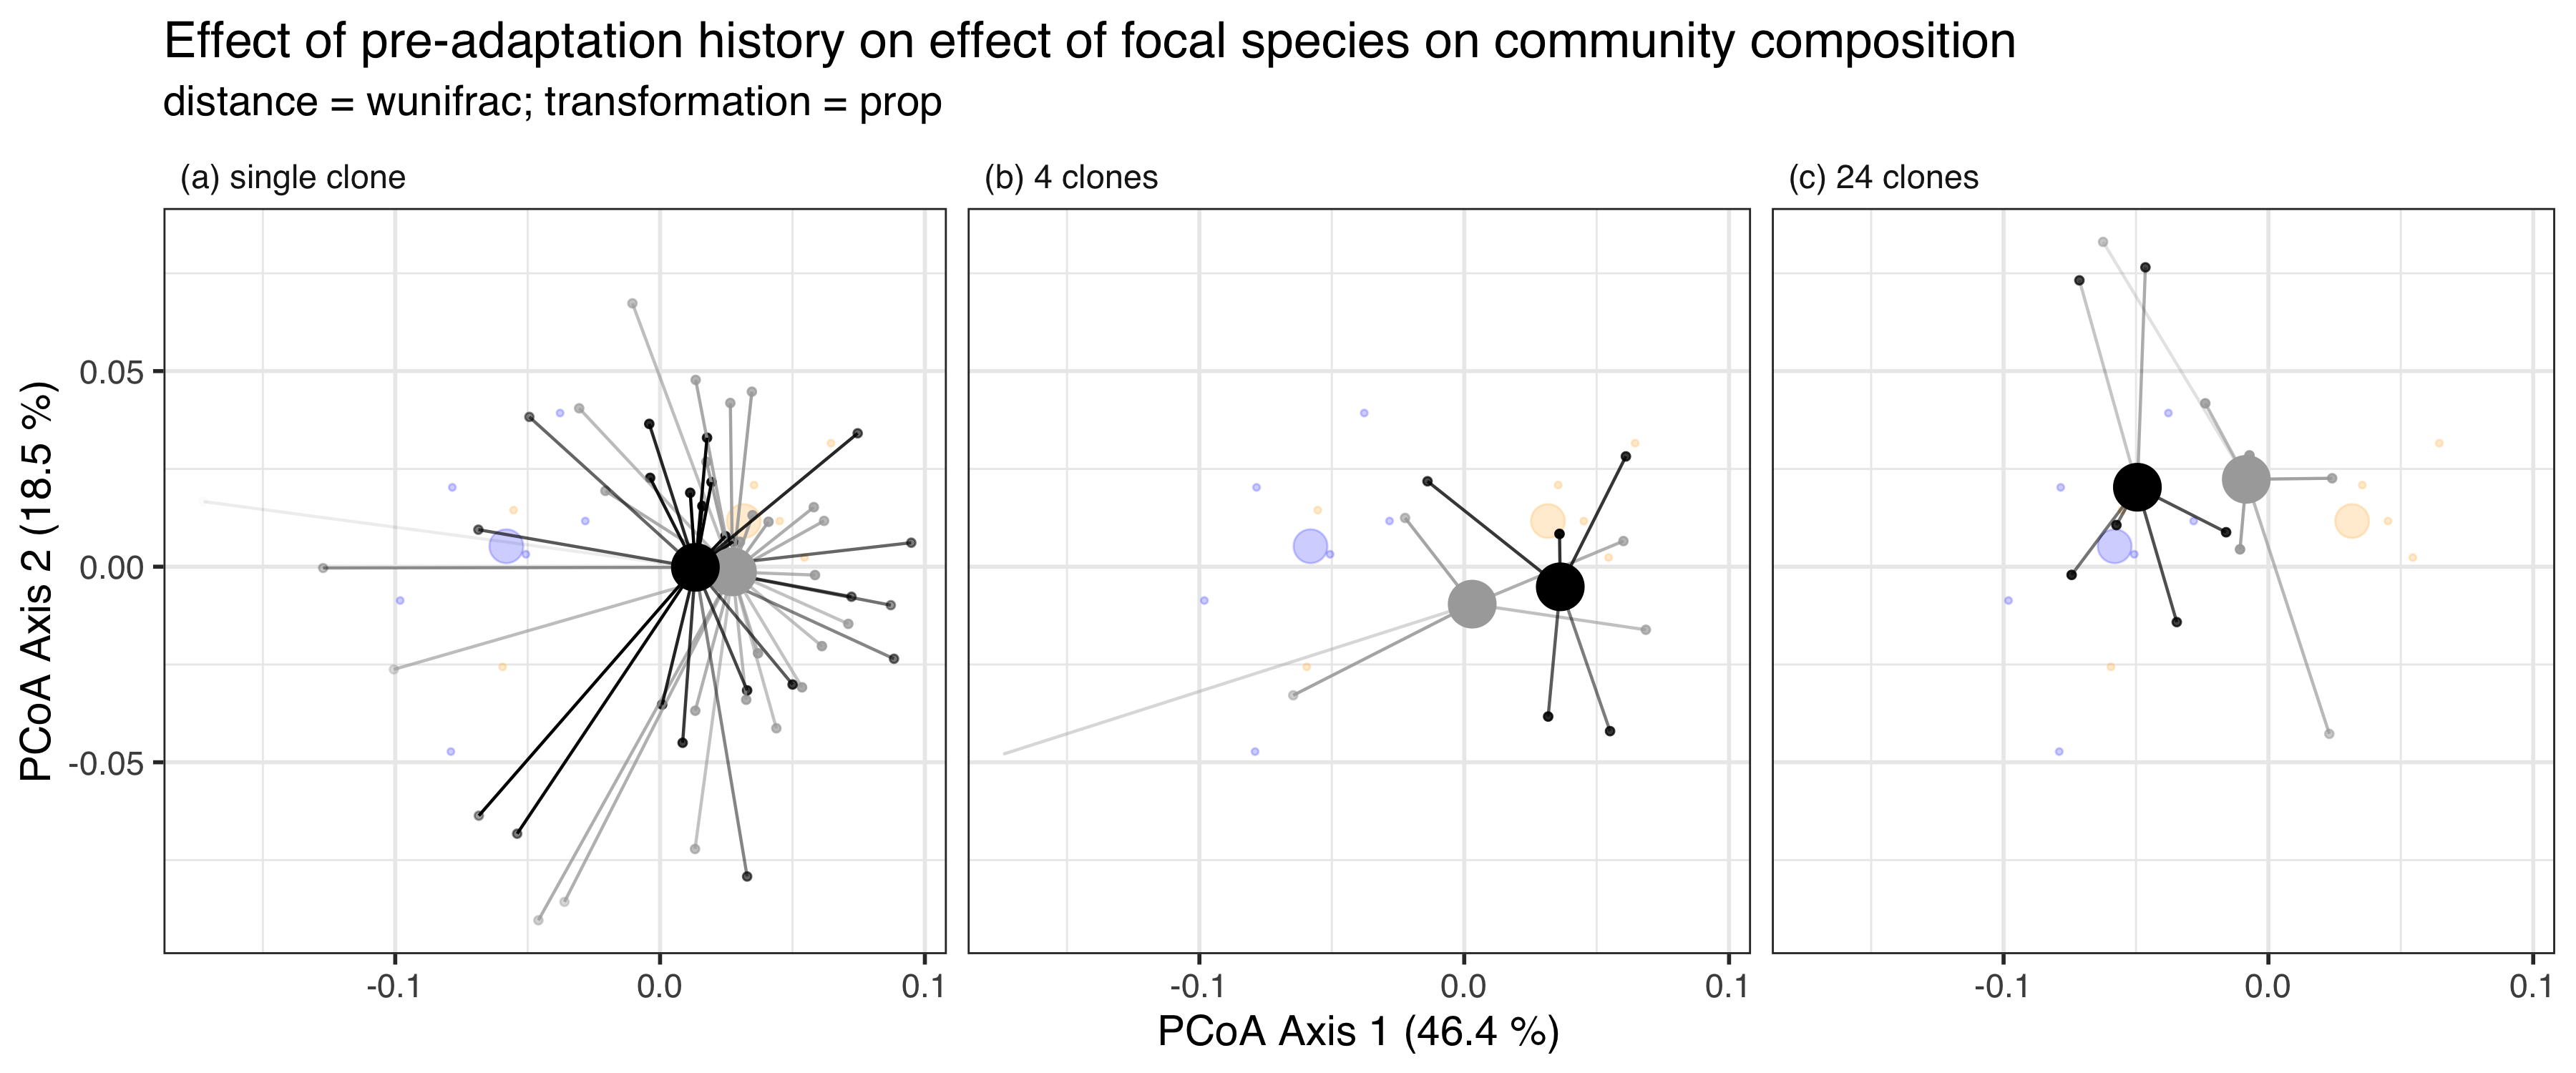 Effect of pre-adaptation history on effect of focal species on community composition
distance = wunifrac; transformation = prop
(a) single clone
(b) 4 clones
(c) 24 clones
PCoA Axis 2 (18.5 %)
0.05
0.00
-0.05
-0.1 0.0 0.1
-0.1 0.0 0.1
-0.1 0.0 0.1
PCoA Axis 1 (46.4 %)